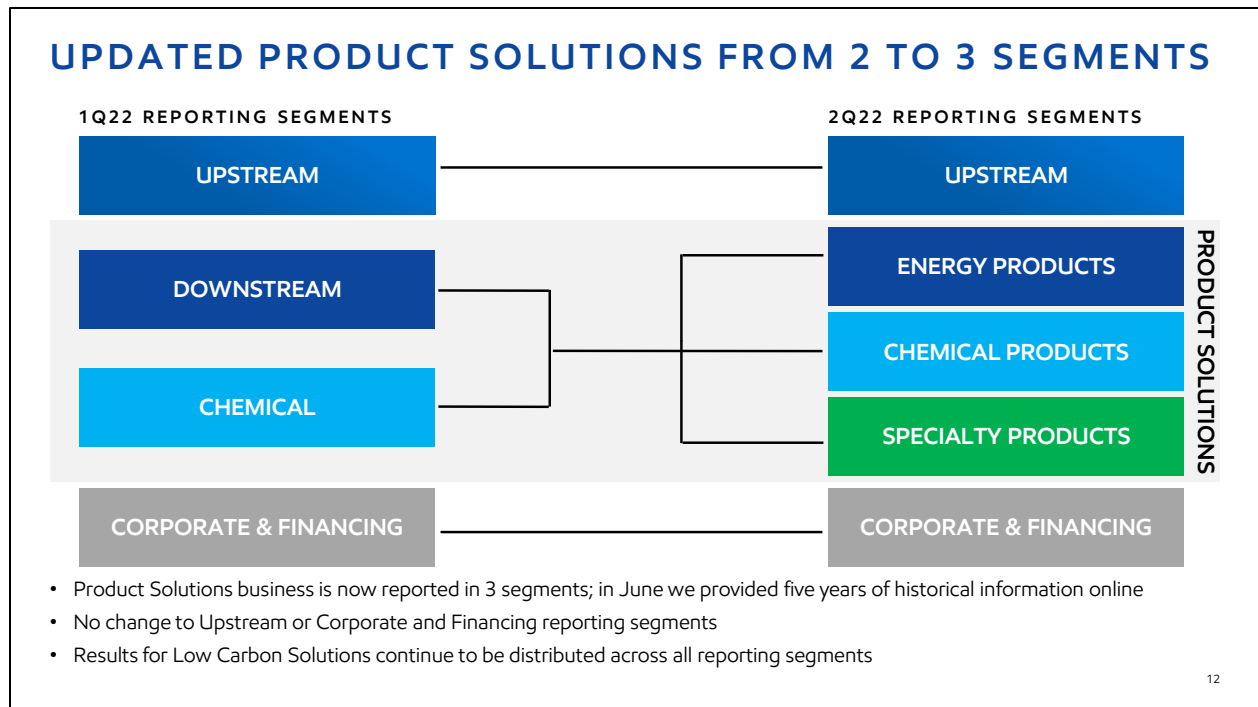 UPDATED PRODUCT SOLUTIONS FROM 2 TO 3 SEGMENTS
1Q22 REPORTING SEGMENTS
2Q22 REPORTING SEGMENTS
UPSTREAM
UPSTREAM
DOWNSTREAM
CHEMICAL
ENERGY PRODUCTS
CHEMICAL PRODUCTS
SPECIALTY PRODUCTS
PRODUCT SOLUTIONS
CORPORATE & FINANCING
CORPORATE & FINANCING
• Product Solutions business is now reported in 3 segments; in June we provided five years of historical information online
• No change to Upstream or Corporate and Financing reporting segments
• Results for Low Carbon Solutions continue to be distributed across all reporting segments
12